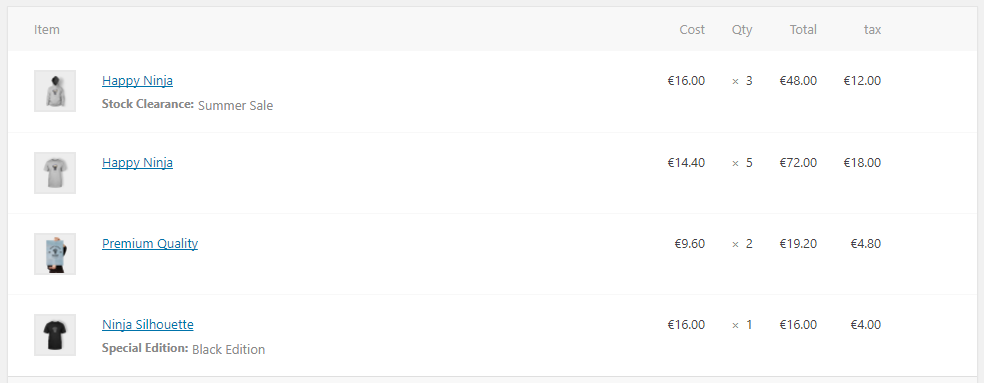 Item Cost Qty Total tax
Happy Ninja €16.00 × 3 €48.00 €12.00
Stock Clearance: Summer Sale
Happy Ninja €14.40 × 5 €72.00 €18.00
Premium Quality €9.60 × 2 €19.20 €4.80
Ninja Silhouette €16.00 × 1 €16.00 €4.00
Special Edition: Black Edition